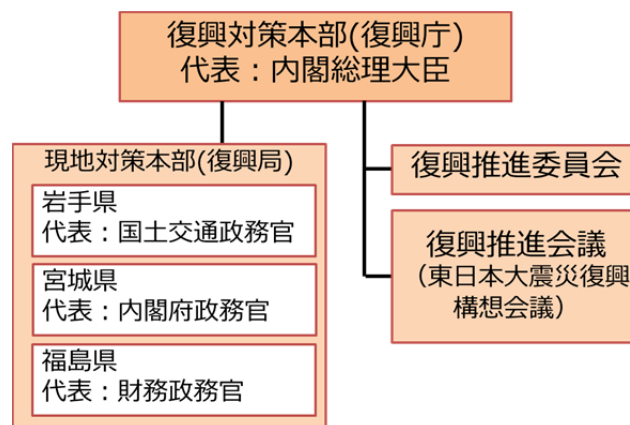 復興対策本部(復興庁)
代表：内閣総理大臣
現地対策本部(復興局)
岩手県
代表：国土交通政務官
宮城県
代表：内閣府政務官
福島県
代表：財務政務官
復興推進委員会
復興推進会議
（東日本大震災復興
構想会議）